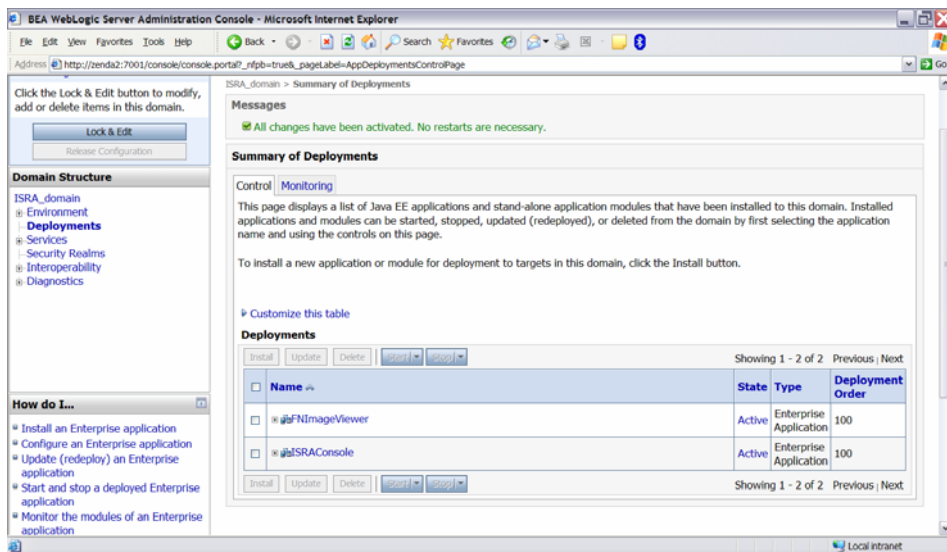 BEA WebLogic Server Administration Console - Microsoft Internet Explorer
File Edit View Favorites Tools Help
Back Search Favorites
Address http://zenda2:7001/console/console.portal?_nfpb=true&_pageLabel=AppDeploymentsControlPage Go
Click the Lock & Edit button to modify,
add or delete items in this domain.
Lock & Edit
Release Configuration
Domain Structure
ISRA_domain
Environment
Deployments
Services
Security Realms
Interoperability
Diagnostics
How do I...
Install an Enterprise application
Configure an Enterprise application
Update (redeploy) an Enterprise
application
Start and stop a deployed Enterprise
application
Monitor the modules of an Enterprise
application
ISRA_domain > Summary of Deployments
Messages
All changes have been activated. No restarts are necessary.
Summary of Deployments
Control Monitoring
This page displays a list of Java EE applications and stand-alone application modules that have been installed to this domain. Installed
applications and modules can be started, stopped, updated (redeployed), or deleted from the domain by first selecting the application
name and using the controls on this page.
To install a new application or module for deployment to targets in this domain, click the Install button.
Customize this table
Deployments
Install Update Delete Start Stop Showing 1 - 2 of 2 Previous | Next
Name State Type Deployment
Order
FNImageViewer Active Enterprise
Application 100
ISRAConsole Active Enterprise
Application 100
Install Update Delete Start Stop Showing 1 - 2 of 2 Previous | Next
Local intranet